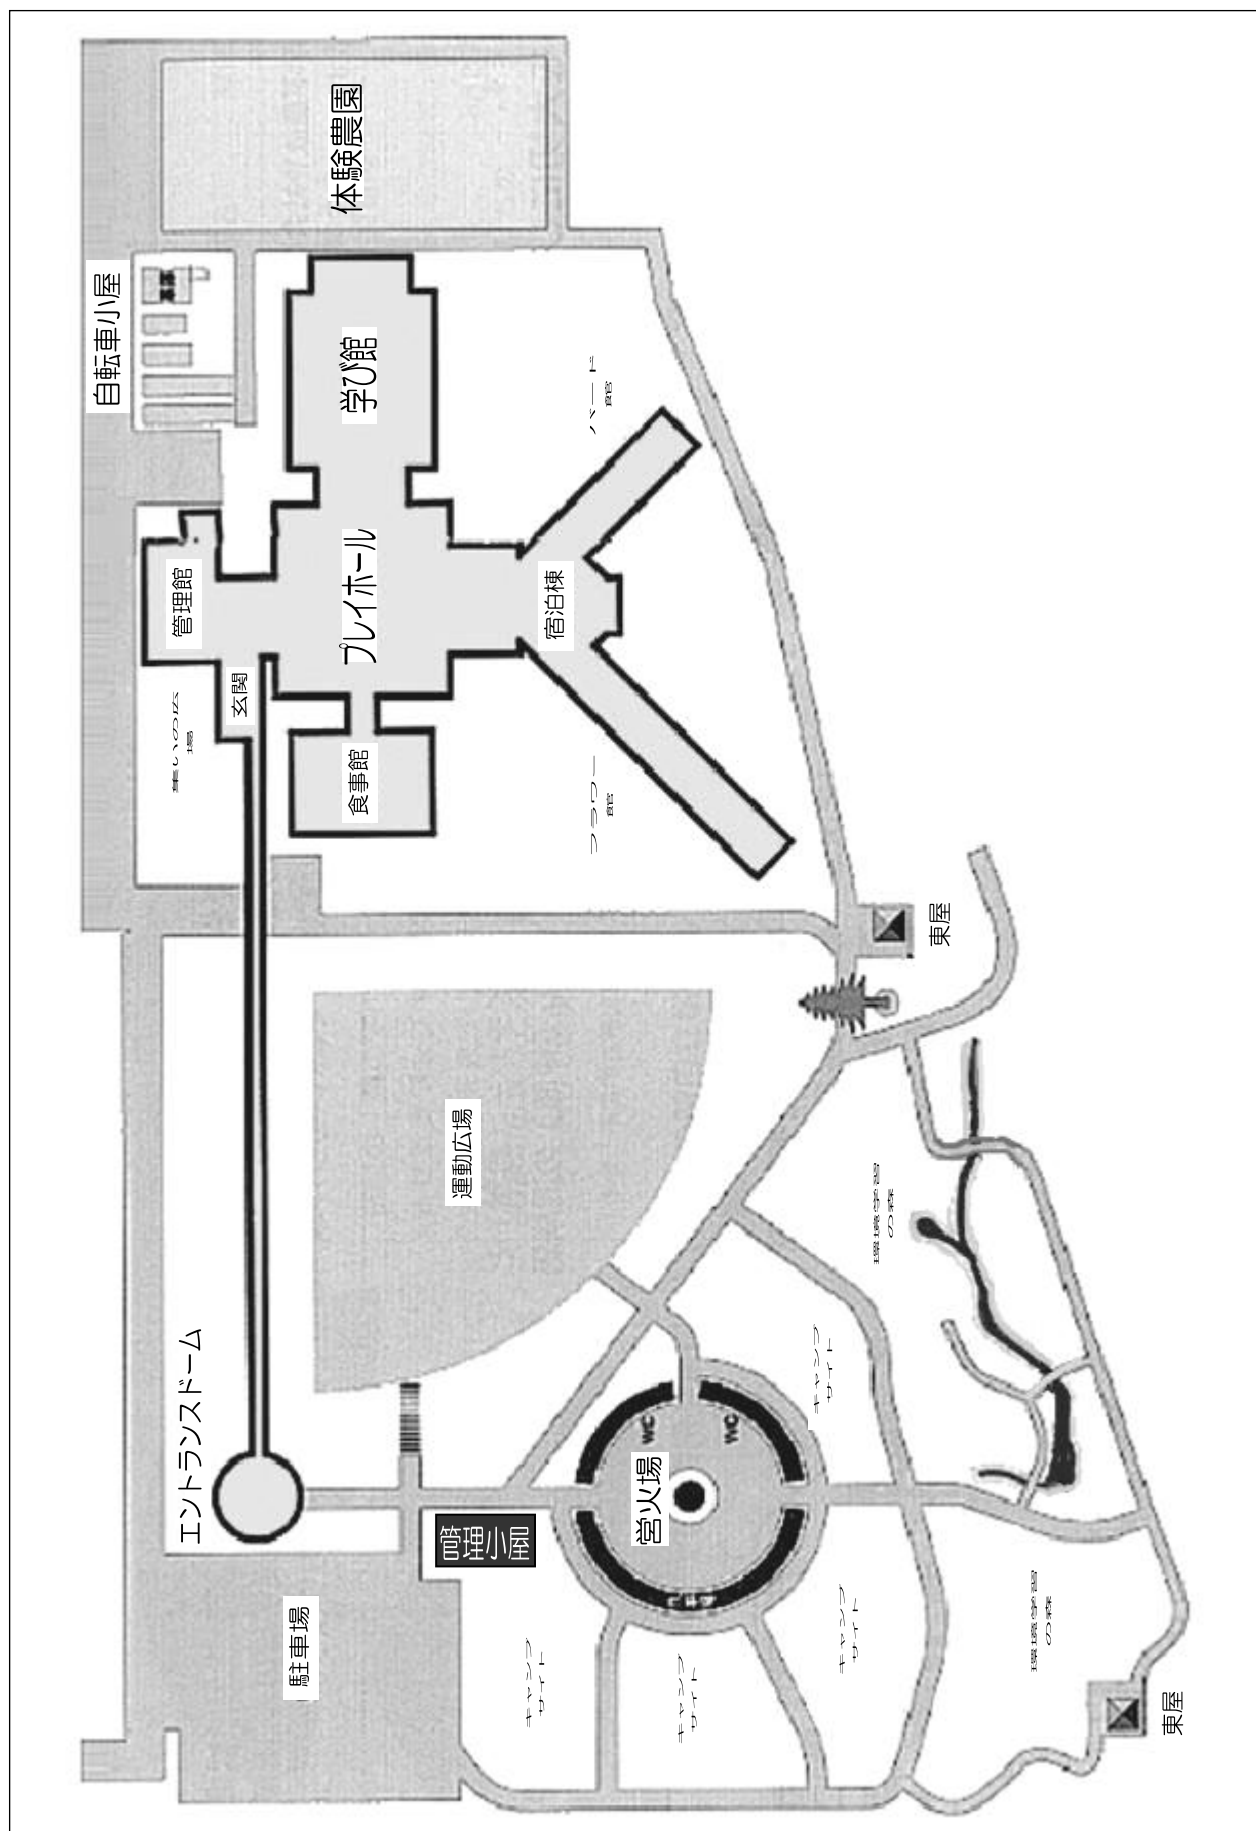 体験農園
自転車小屋
学び館
バード
館
管理館
プレイホール
宿泊棟
玄関
集いの広
場
食事館
フラワー
館
東屋
運動広場
環境学習
の森
エントランスドーム
キャンプ
サイト
WC
WC
営火場
管理小屋
駐車場
キャンプ
サイト
キャンプ
サイト
キャンプ
サイト
環境学習
の森
東屋